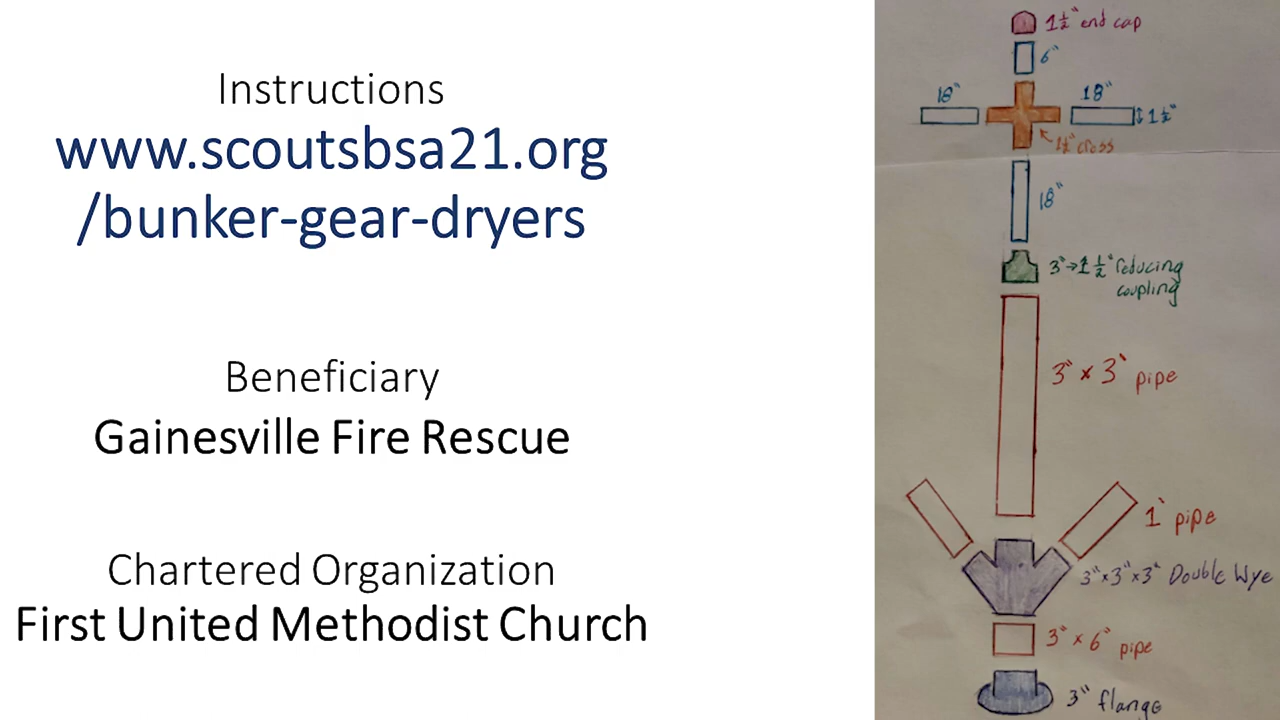 Instructions
www.scoutsbsa21.org
/bunker-gear-dryers
Beneficiary
Gainesville Fire Rescue
Chartered Organization
First United Methodist Church
1½" end cap
6"
18"
18"
1½"
1½" cross
18"
3"→1½" reducing
coupling
3" × 3' pipe
1' pipe
3"×3"×3" Double Wye
3" × 6" pipe
3" flange